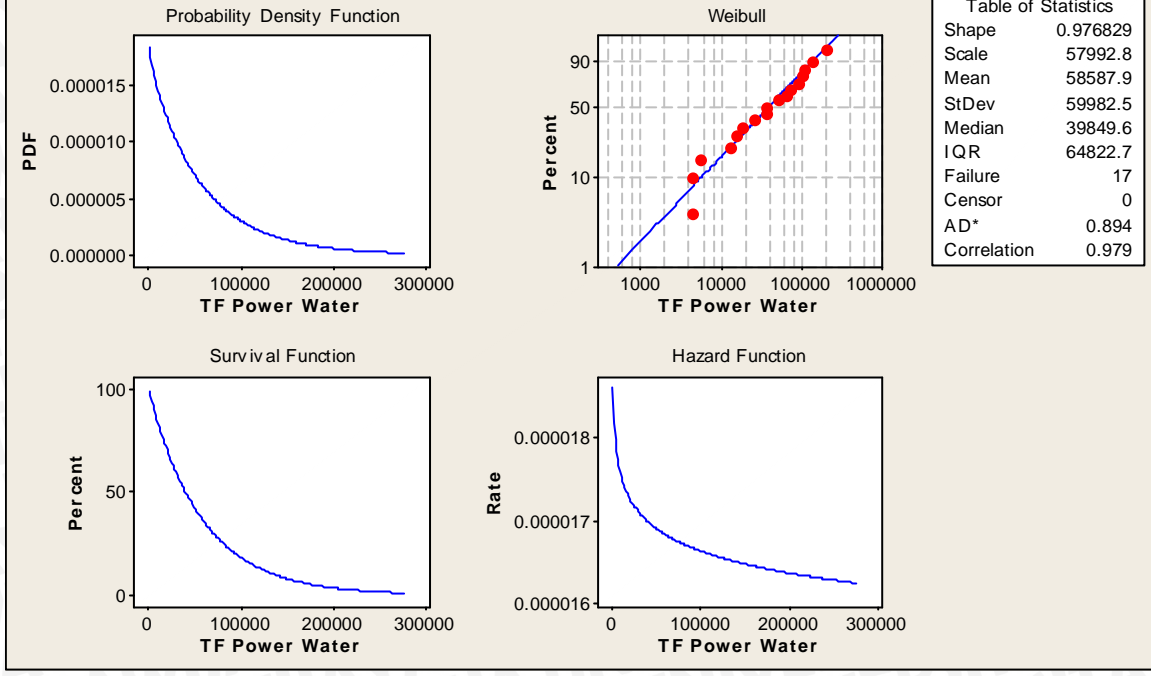 Probability Density Function
0.000015
0.000010
0.000005
0.000000
PDF
0 100000 200000 300000
TF Power Water
Weibull
90
50
10
1
Percent
1000 10000 100000 1000000
TF Power Water
Table of Statistics
Shape 0.976829
Scale 57992.8
Mean 58587.9
StDev 59982.5
Median 39849.6
IQR 64822.7
Failure 17
Censor 0
AD* 0.894
Correlation 0.979
Survival Function
100
50
0
Percent
0 100000 200000 300000
TF Power Water
Hazard Function
0.000018
0.000017
0.000016
Rate
0 100000 200000 300000
TF Power Water